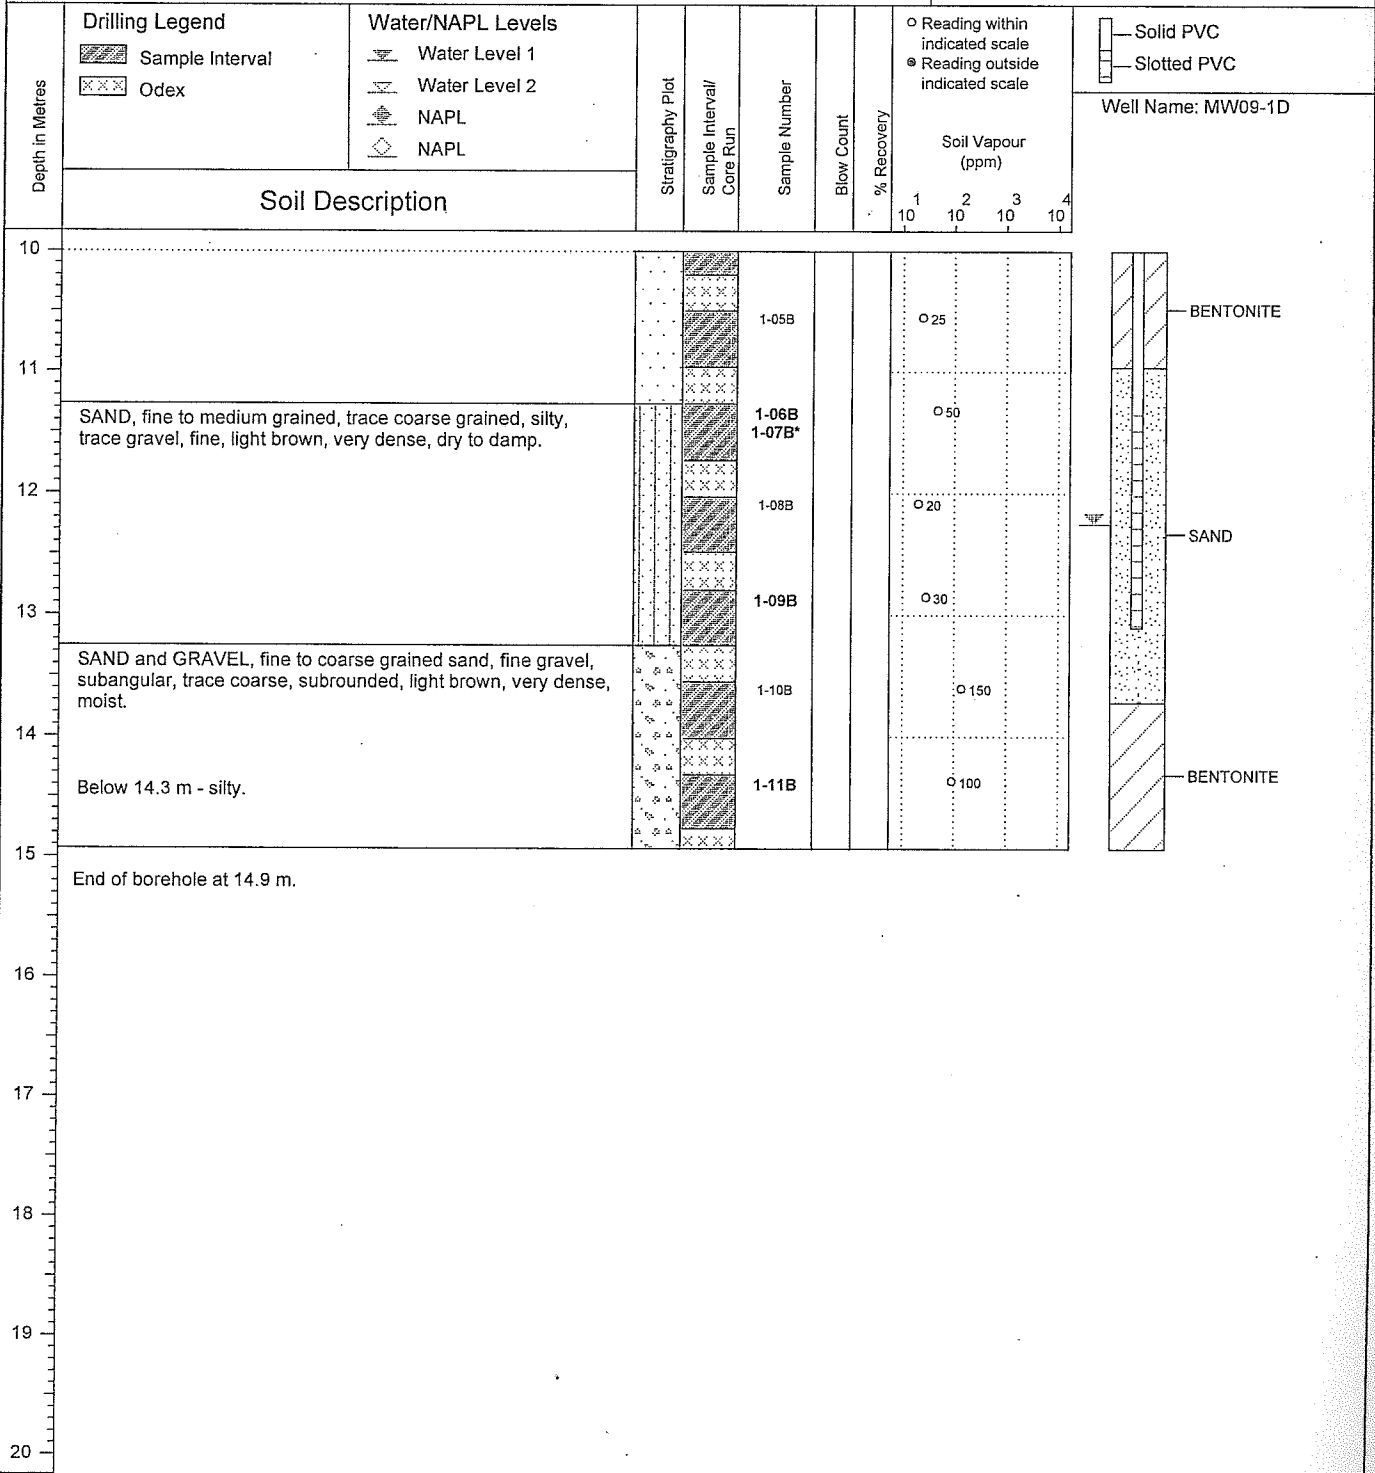 Drilling Legend
Sample Interval
Odex
Water/NAPL Levels
Water Level 1
Water Level 2
NAPL
NAPL
Depth in Metres
Soil Description
Stratigraphy Plot
Sample Interval/
Core Run
Sample Number
Blow Count
% Recovery
Reading within
indicated scale
Reading outside
indicated scale
Soil Vapour
(ppm)
10^1 10^2 10^3 10^4
Solid PVC
Slotted PVC
Well Name: MW09-1D
10
1-05B
25
BENTONITE
11
SAND, fine to medium grained, trace coarse grained, silty,
trace gravel, fine, light brown, very dense, dry to damp.
1-06B
1-07B*
50
12
1-08B
20
SAND
1-09B
30
13
SAND and GRAVEL, fine to coarse grained sand, fine gravel,
subangular, trace coarse, subrounded, light brown, very dense,
moist.
1-10B
150
14
Below 14.3 m - silty.
1-11B
100
BENTONITE
15
End of borehole at 14.9 m.
16
17
18
19
20